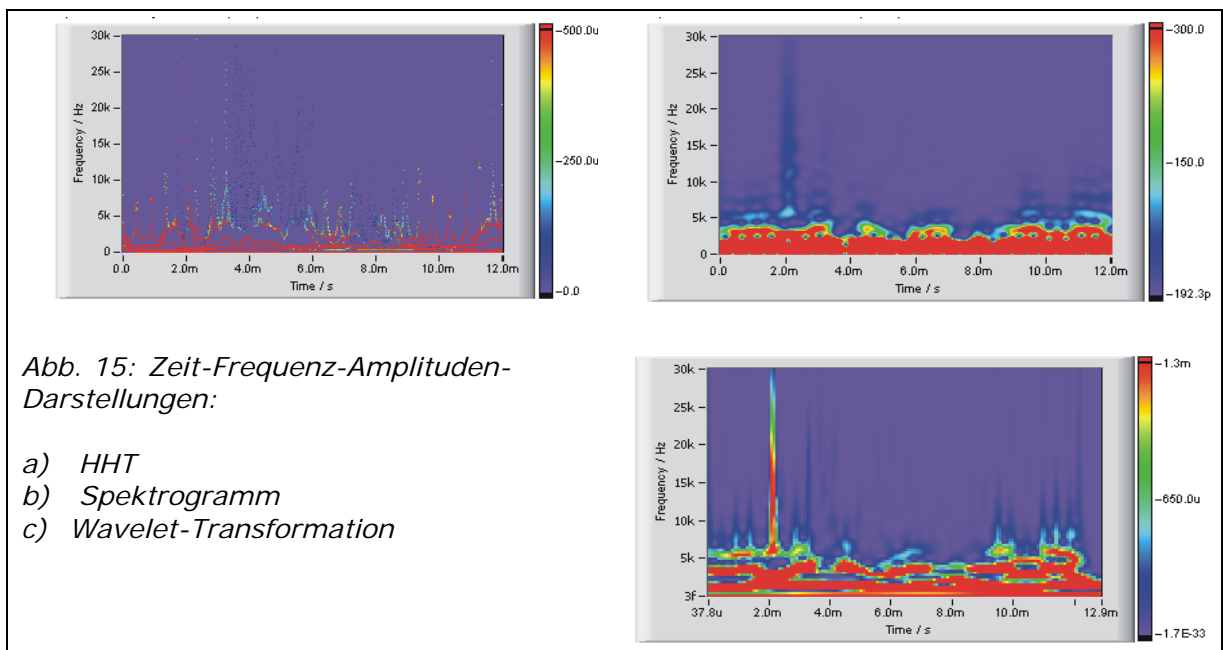 30k
25k
20k
15k
10k
5k
0
Frequency / Hz
0.0 2.0m 4.0m 6.0m 8.0m 10.0m 12.0m
Time / s
-500.0u
-250.0u
-0.0
30k
25k
20k
15k
10k
5k
0
Frequency / Hz
0.0 2.0m 4.0m 6.0m 8.0m 10.0m 12.0m
Time / s
-300.0
-150.0
-192.3p
Abb. 15: Zeit-Frequenz-Amplituden-
Darstellungen:
a) HHT
b) Spektrogramm
c) Wavelet-Transformation
30k
25k
20k
15k
10k
5k
3f
Frequency / Hz
37.8u 2.0m 4.0m 6.0m 8.0m 10.0m 12.9m
Time / s
-1.3m
-650.0u
-1.7E-33